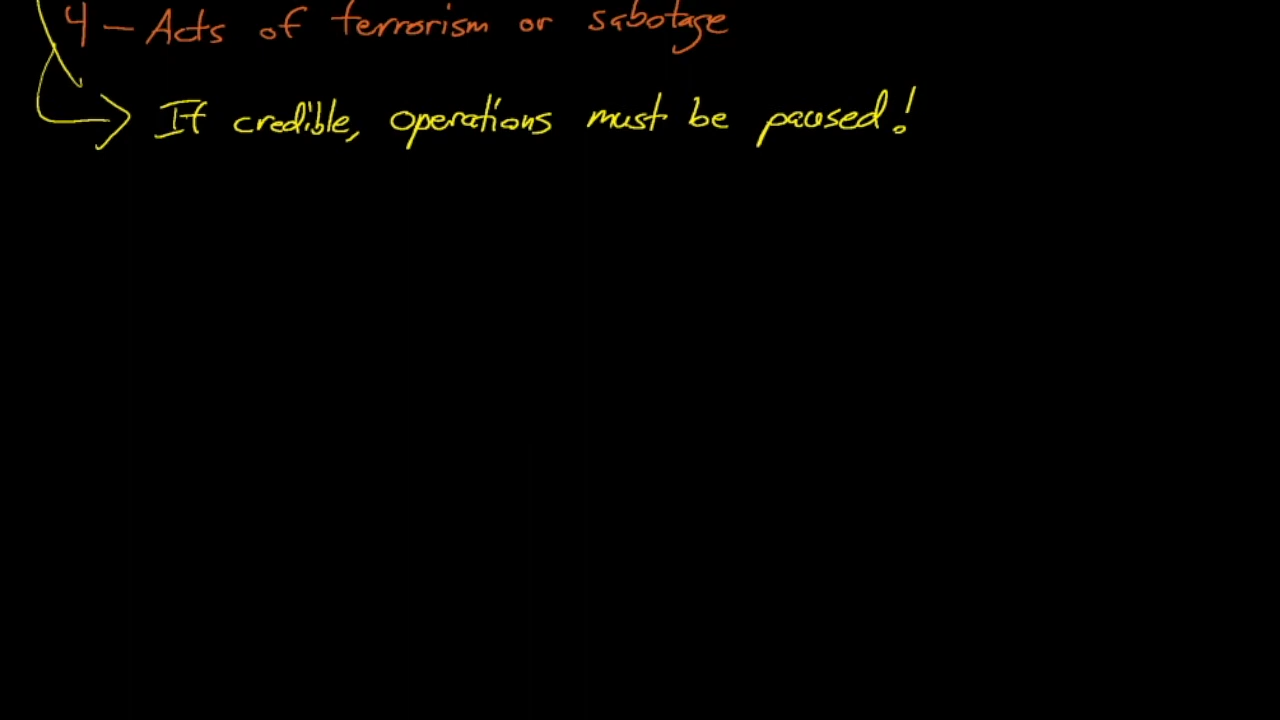 4 — Acts of terrorism or sabotage
If credible, operations must be paused!